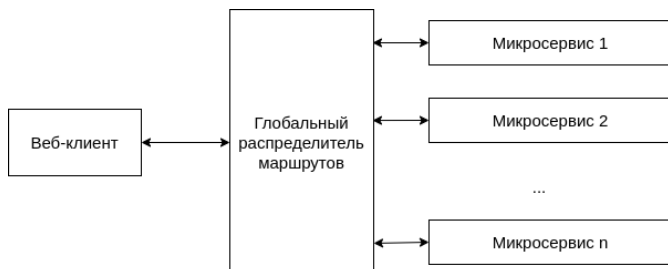 Веб-клиент
Глобальный
распределитель
маршрутов
Микросервис 1
Микросервис 2
...
Микросервис n